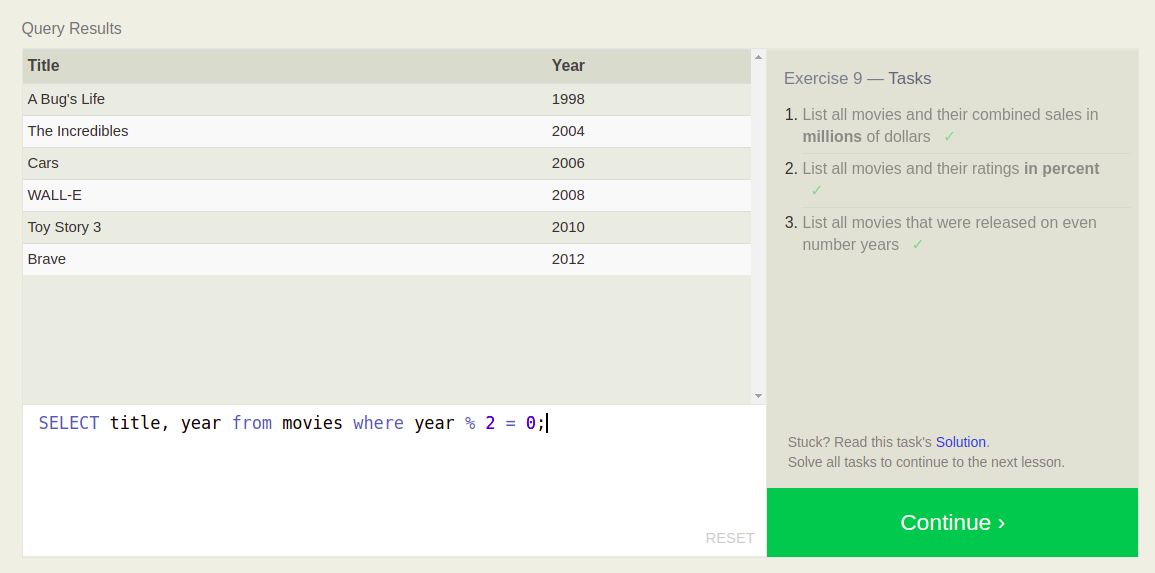 Query Results
Title Year
A Bug's Life 1998
The Incredibles 2004
Cars 2006
WALL-E 2008
Toy Story 3 2010
Brave 2012
SELECT title, year from movies where year % 2 = 0;
RESET
Exercise 9 — Tasks
1. List all movies and their combined sales in
millions of dollars ✓
2. List all movies and their ratings in percent
✓
3. List all movies that were released on even
number years ✓
Stuck? Read this task's Solution.
Solve all tasks to continue to the next lesson.
Continue ›